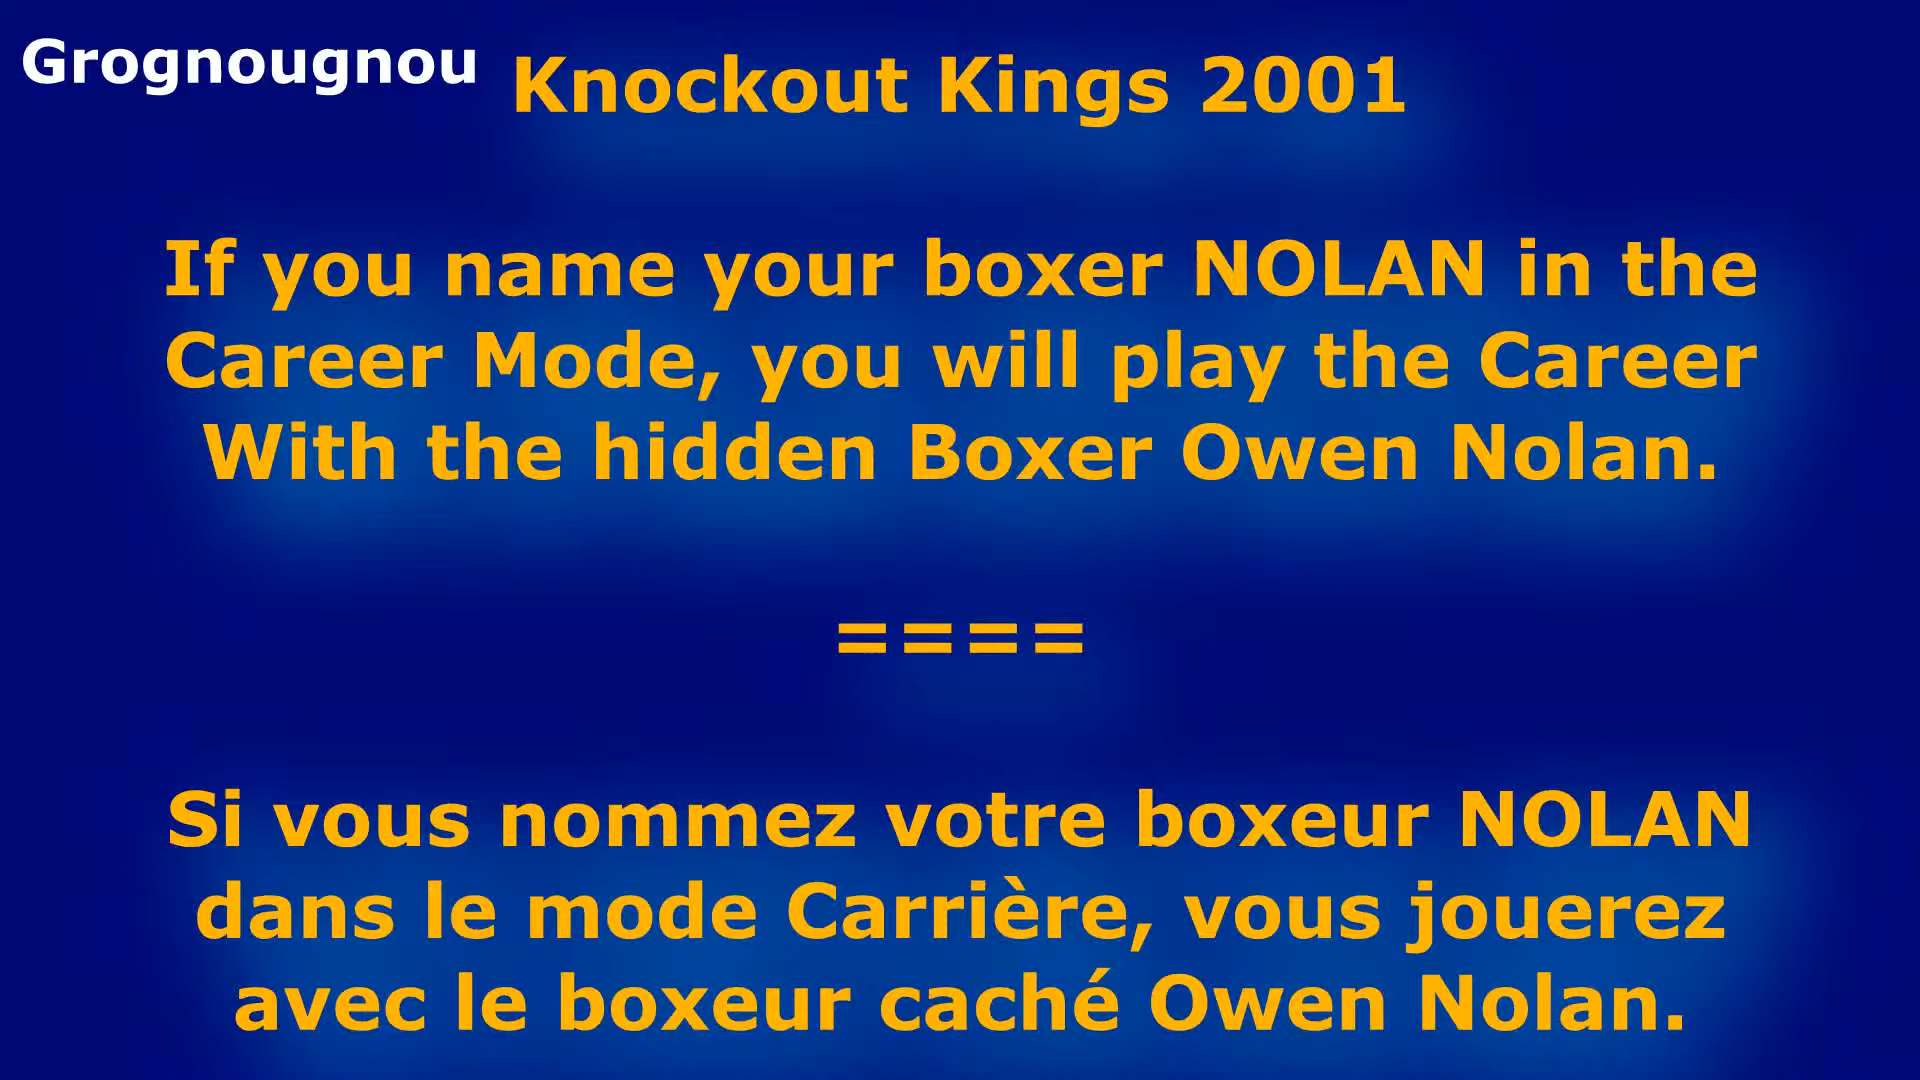 Grognougnou
Knockout Kings 2001
If you name your boxer NOLAN in the
Career Mode, you will play the Career
With the hidden Boxer Owen Nolan.
====
Si vous nommez votre boxeur NOLAN
dans le mode Carrière, vous jouerez
avec le boxeur caché Owen Nolan.